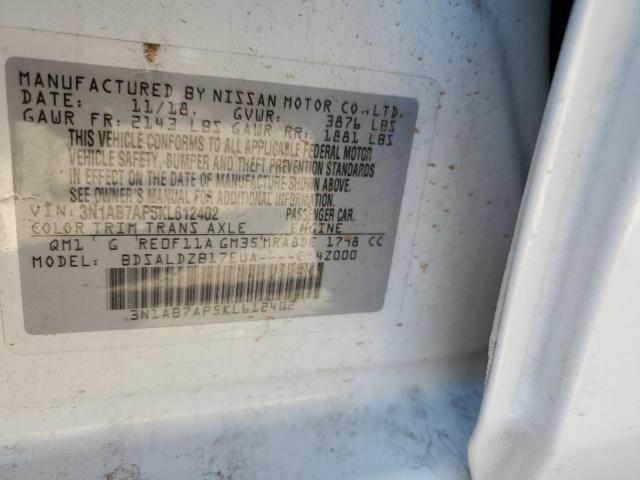 MANUFACTURED BY NISSAN MOTOR CO., LTD.
DATE: 11/18. GVWR: 3876 LBS
GAWR FR: 2143 LBS GAWR RR: 1881 LBS
THIS VEHICLE CONFORMS TO ALL APPLICABLE FEDERAL MOTOR
VEHICLE SAFETY, BUMPER AND THEFT PREVENTION STANDARDS
IN EFFECT ON THE DATE OF MANUFACTURE SHOWN ABOVE.
SEE OWNER'S MANUAL FOR ADDITIONAL INFORMATION.
VIN: 3N1AB7AP5KL612402 PASSENGER CAR.
COLOR TRIM TRANS AXLE ENGINE
QM1 G RE0F11A GM35 MRA8DE 1798 CC
MODEL:
3N1AB7AP5KL612402